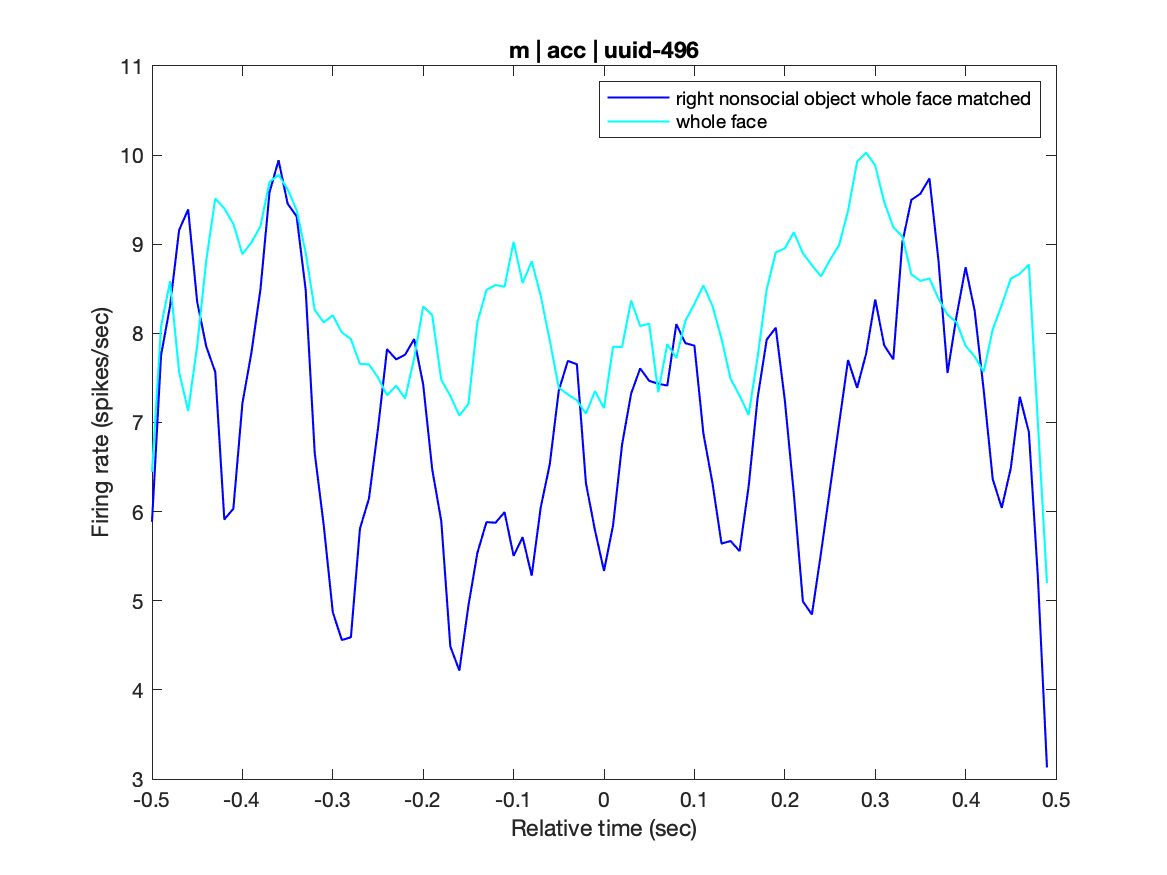 m | acc | uuid-496
right nonsocial object whole face matched
whole face
Firing rate (spikes/sec)
11
10
9
8
7
6
5
4
3
-0.5 -0.4 -0.3 -0.2 -0.1 0 0.1 0.2 0.3 0.4 0.5
Relative time (sec)